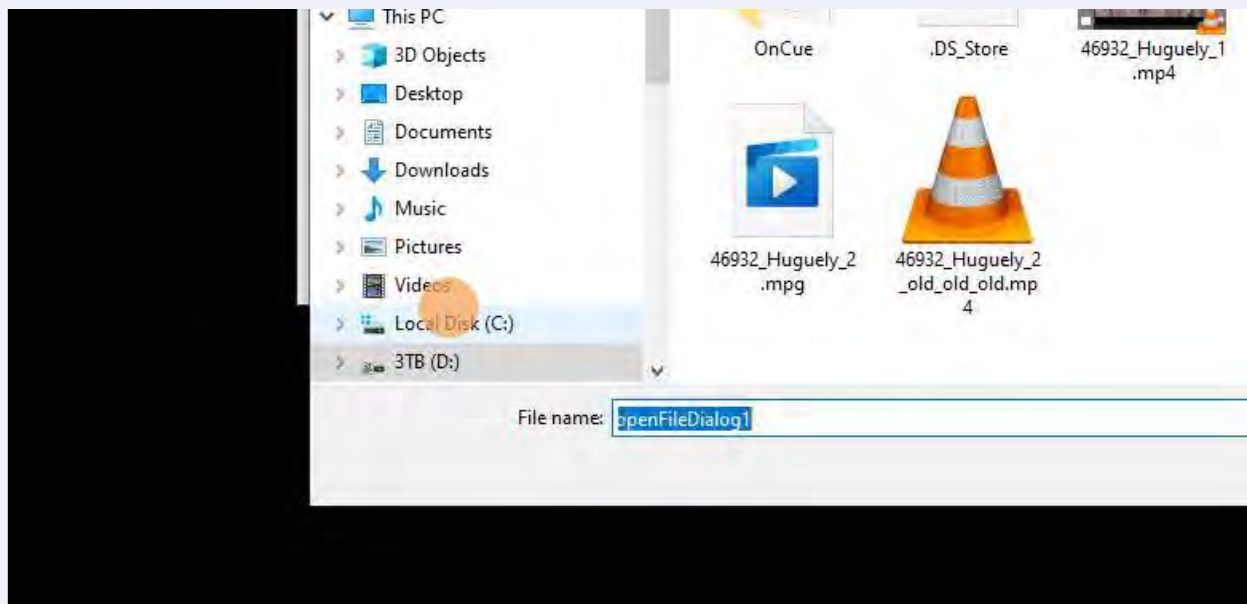 This PC
3D Objects
Desktop
Documents
Downloads
Music
Pictures
Videos
Local Disk (C:)
3TB (D:)
OnCue
.DS_Store
46932_Huguely_1
.mp4
46932_Huguely_2
.mpg
46932_Huguely_2
_old_old_old.mp
4
File name:
openFileDialog1